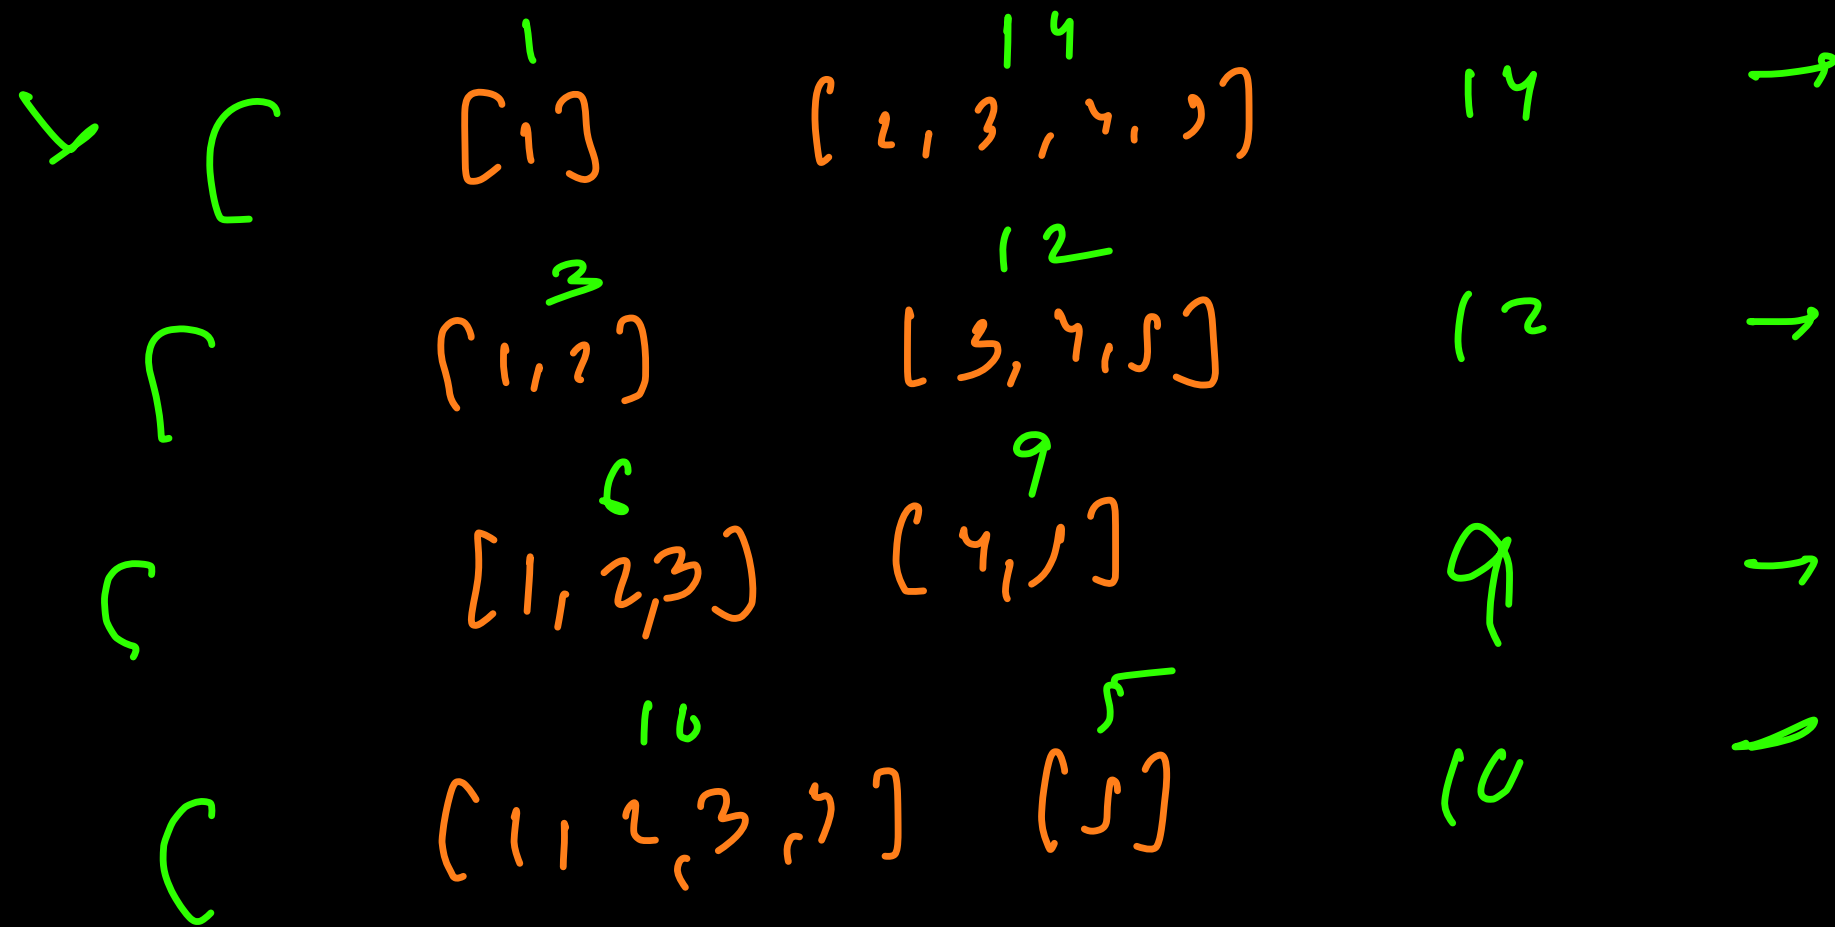 1 14
[1] [2, 3, 4, 5] 14 →
3 12
[1, 2] [3, 4, 5] 12 →
6 9
[1, 2, 3] [4, 5] 9 →
10 5
[1, 2, 3, 4] [5] 10 →